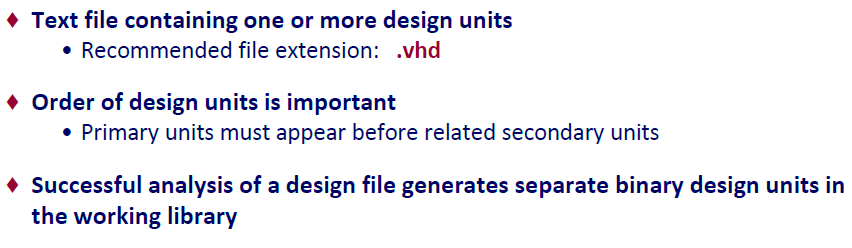 ♦ Text file containing one or more design units
• Recommended file extension: .vhd
♦ Order of design units is important
• Primary units must appear before related secondary units
♦ Successful analysis of a design file generates separate binary design units in
the working library